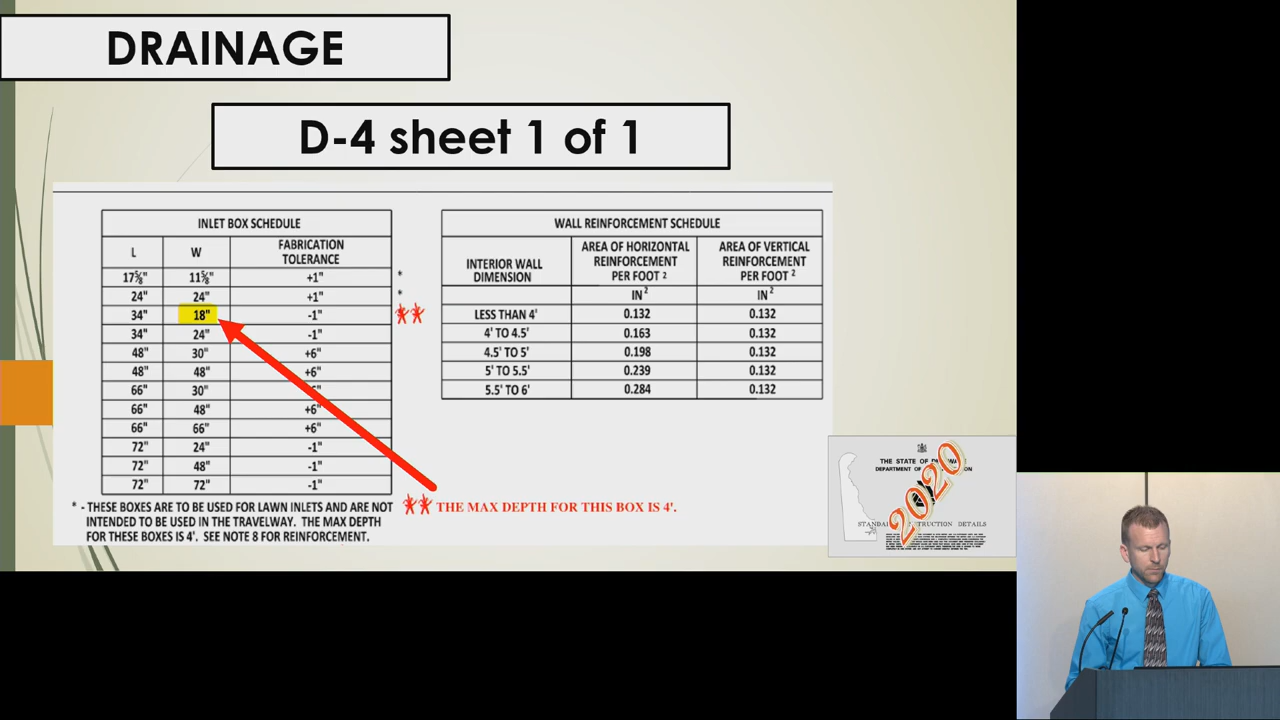 DRAINAGE
D-4 sheet 1 of 1
INLET BOX SCHEDULE
L W FABRICATION TOLERANCE
17⅝" 11⅝" +1" *
24" 24" +1" *
34" 18" -1" **
34" 24" -1"
48" 30" +6"
48" 48" +6"
66" 30" 6"
66" 48" +6"
66" 66" +6"
72" 24" -1"
72" 48" -1"
72" 72" -1"
* - THESE BOXES ARE TO BE USED FOR LAWN INLETS AND ARE NOT
INTENDED TO BE USED IN THE TRAVELWAY. THE MAX DEPTH
FOR THESE BOXES IS 4'. SEE NOTE 8 FOR REINFORCEMENT.
** THE MAX DEPTH FOR THIS BOX IS 4'.
WALL REINFORCEMENT SCHEDULE
INTERIOR WALL DIMENSION AREA OF HORIZONTAL REINFORCEMENT PER FOOT ² AREA OF VERTICAL REINFORCEMENT PER FOOT ²
IN² IN²
LESS THAN 4' 0.132 0.132
4' TO 4.5' 0.163 0.132
4.5' TO 5' 0.198 0.132
5' TO 5.5' 0.239 0.132
5.5' TO 6' 0.284 0.132
THE STATE OF
DEPARTMENT OF
2020
DETAILS